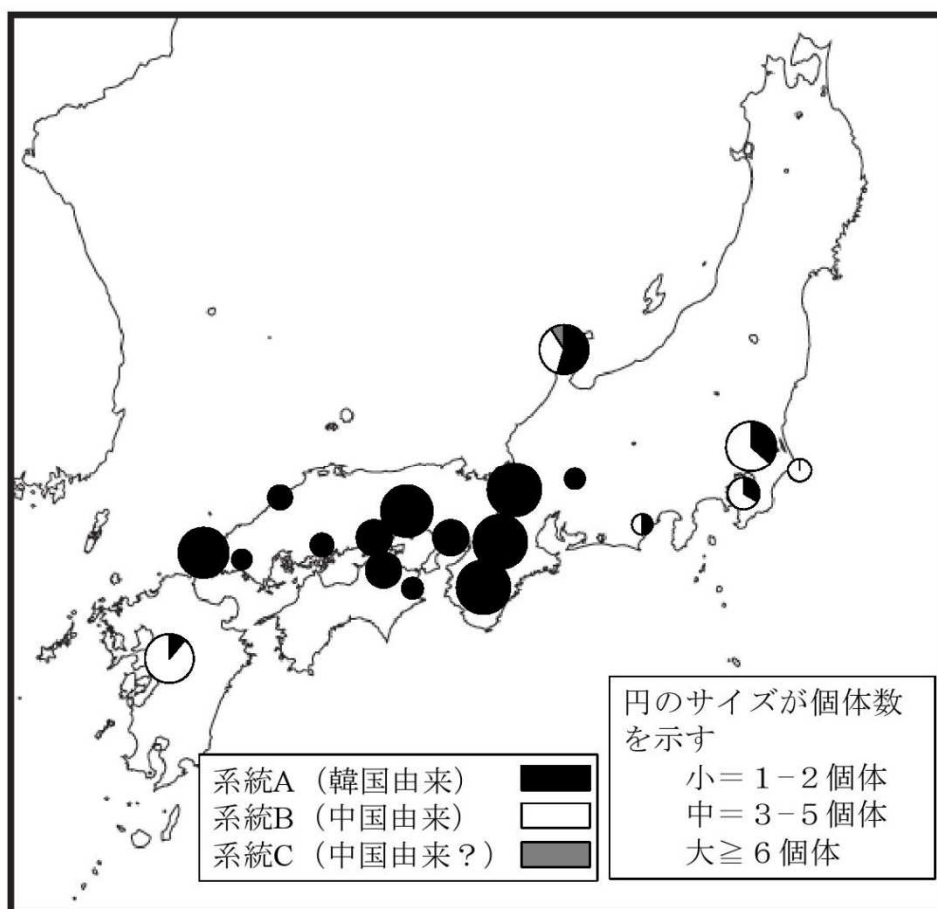 系統A（韓国由来）
系統B（中国由来）
系統C（中国由来？）
円のサイズが個体数
を示す
小＝１−２個体
中＝３−５個体
大≧６個体